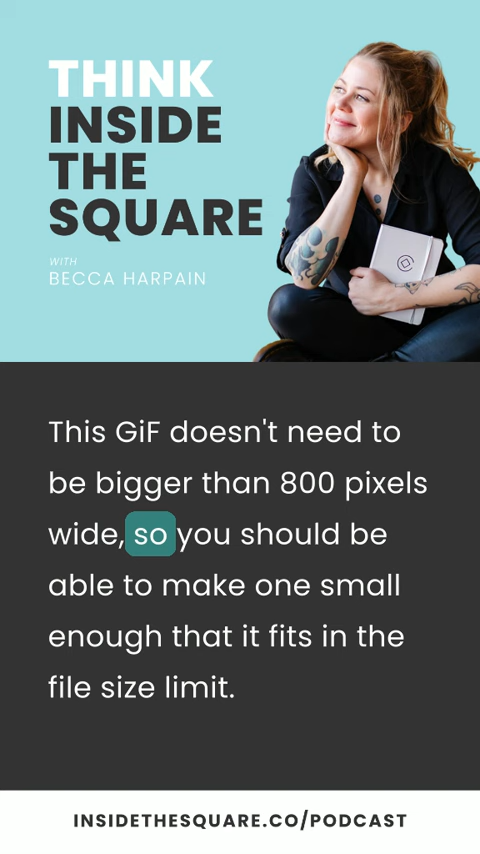 THINK
INSIDE
THE
SQUARE
WITH
BECCA HARPAIN
This GiF doesn't need to
be bigger than 800 pixels
wide, so you should be
able to make one small
enough that it fits in the
file size limit.
INSIDETHESQUARE.CO/PODCAST